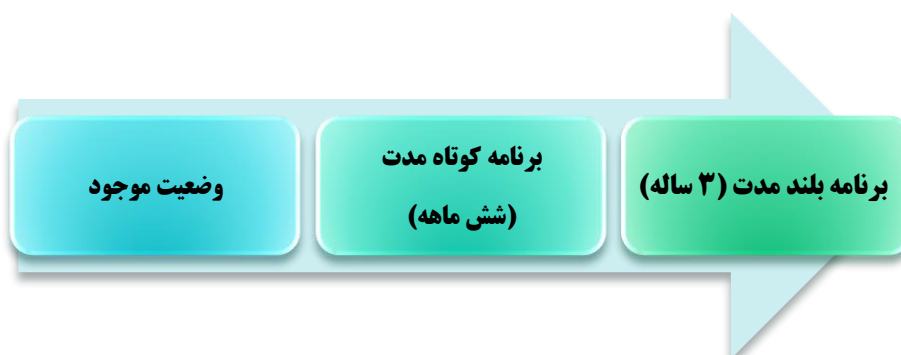 وضعیت موجود
برنامه کوتاه مدت
(شش ماهه)
برنامه بلند مدت (۳ ساله)